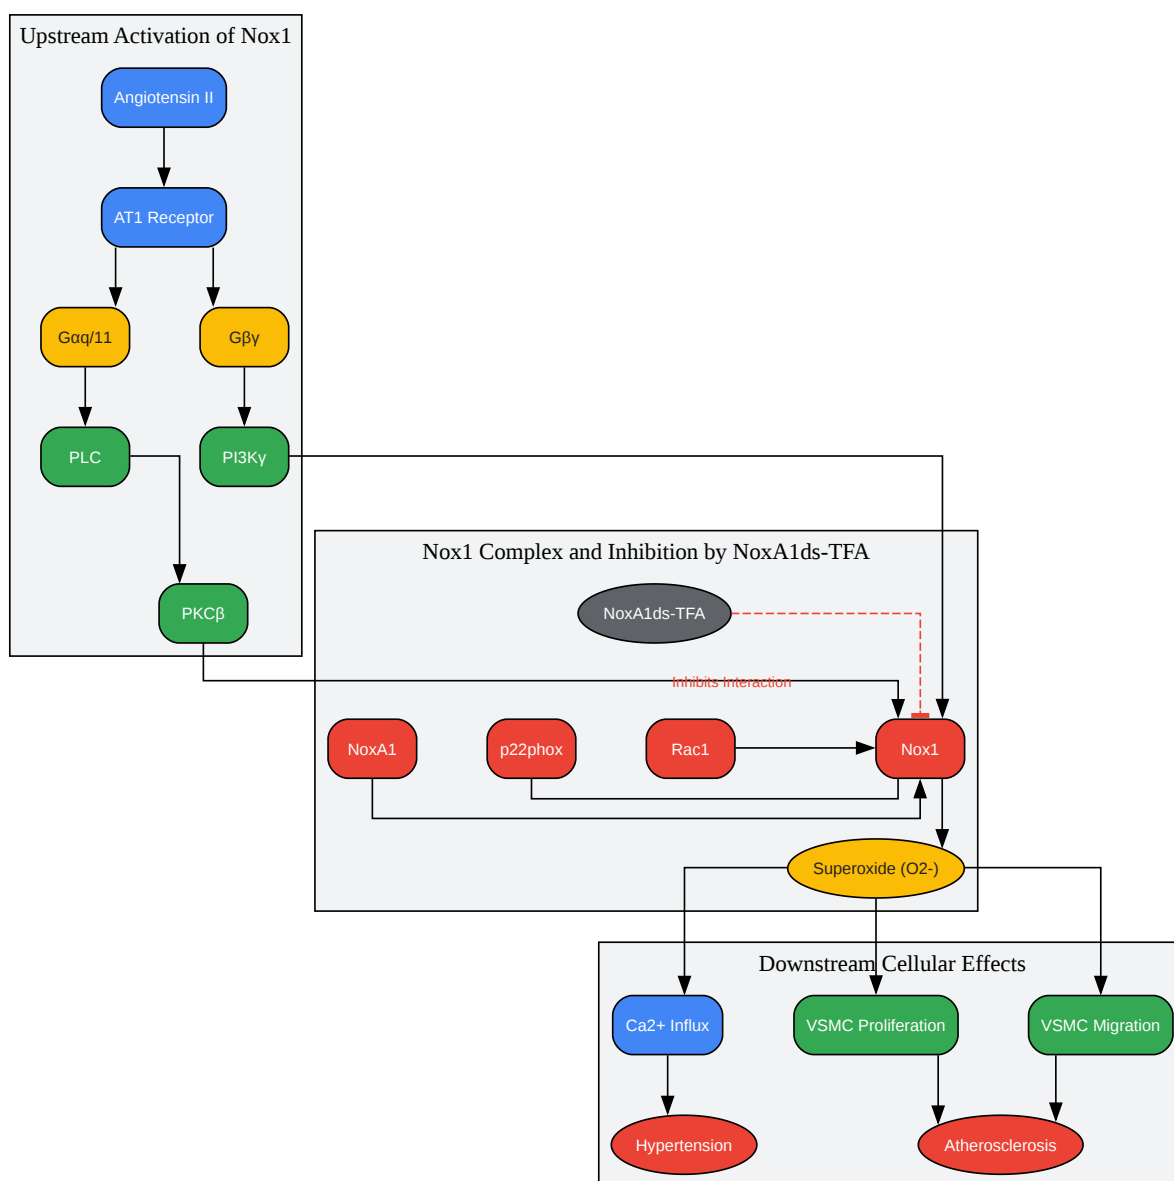 Upstream Activation of Nox1
Angiotensin II
AT1 Receptor
Gαq/11
Gβγ
PLC
PI3Kγ
PKCβ
Nox1 Complex and Inhibition by NoxA1ds-TFA
NoxA1ds-TFA
Inhibits Interaction
NoxA1
p22phox
Rac1
Nox1
Superoxide (O2-)
Downstream Cellular Effects
Ca2+ Influx
VSMC Proliferation
VSMC Migration
Hypertension
Atherosclerosis